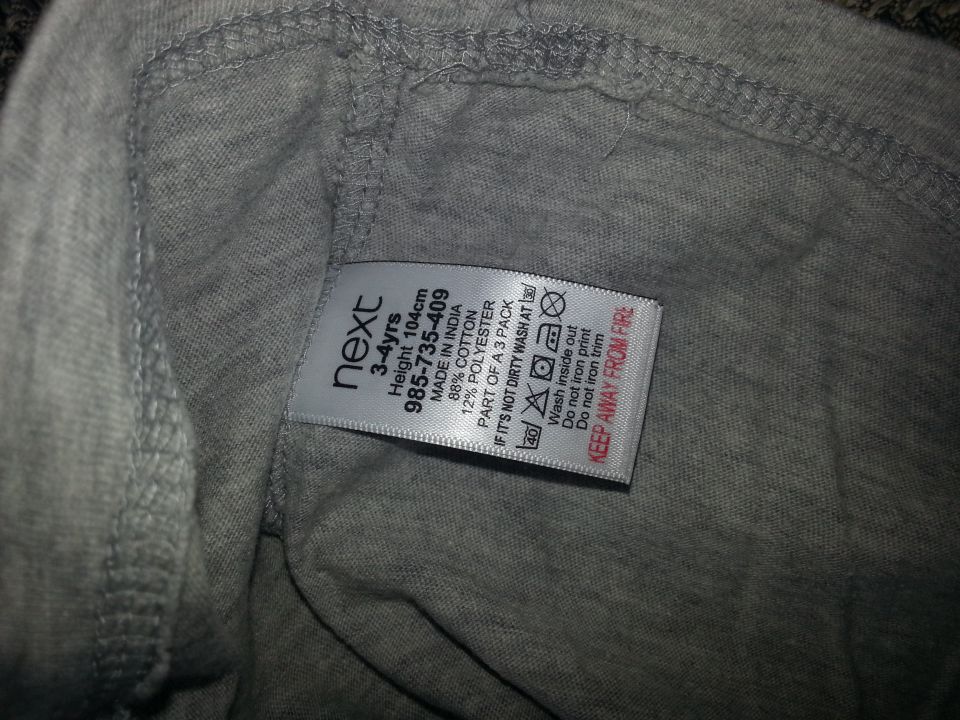 next
3-4yrs
Height 104cm
985-735-409
MADE IN INDIA
88% COTTON
12% POLYESTER
PART OF A 3 PACK
IF IT'S NOT DIRTY WASH AT 30
40
Wash inside out
Do not iron print
Do not iron trim
KEEP AWAY FROM FIRE